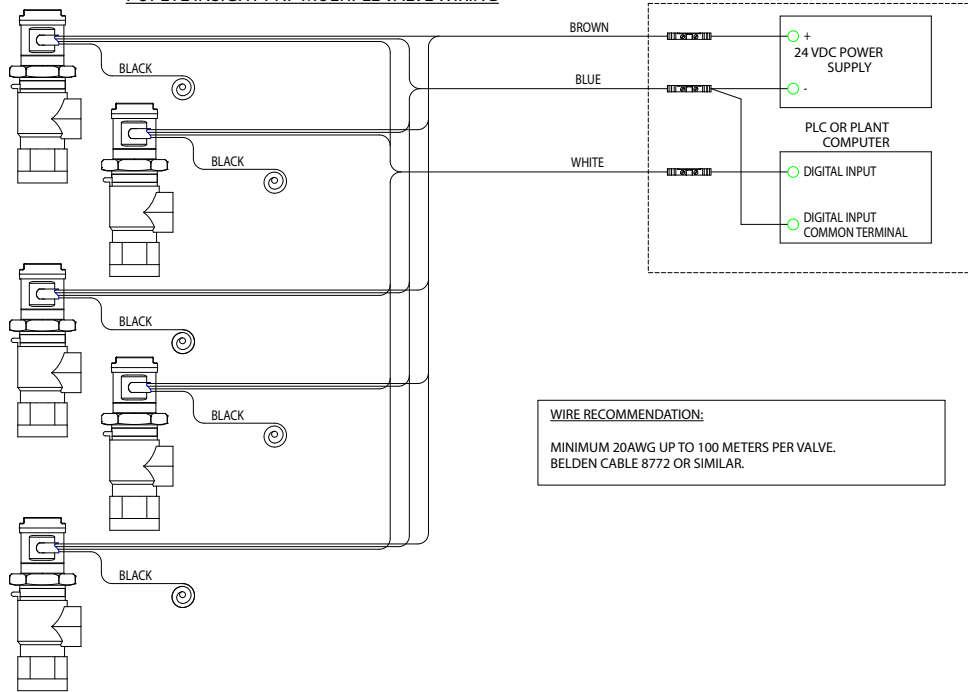 BROWN
+
24 VDC POWER
SUPPLY
BLACK
BLUE
-
PLC OR PLANT
COMPUTER
BLACK
WHITE
DIGITAL INPUT
DIGITAL INPUT
COMMON TERMINAL
BLACK
BLACK
WIRE RECOMMENDATION:
MINIMUM 20AWG UP TO 100 METERS PER VALVE.
BELDEN CABLE 8772 OR SIMILAR.
BLACK